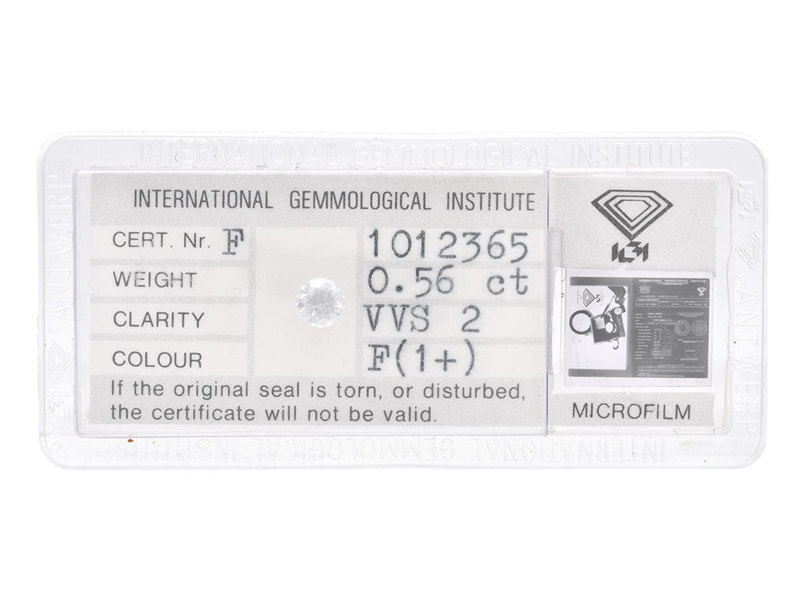 INTERNATIONAL GEMMOLOGICAL INSTITUTE
INTERNATIONAL GEMMOLOGICAL INSTITUTE
CERT. Nr. F 1012365
WEIGHT 0.56 ct
CLARITY VVS 2
COLOUR F(1+)
If the original seal is torn, or disturbed,
the certificate will not be valid.
IGI
MICROFILM
ANTWERP
IGI ANTWERP
INTERNATIONAL GEMMOLOGICAL INSTITUTE